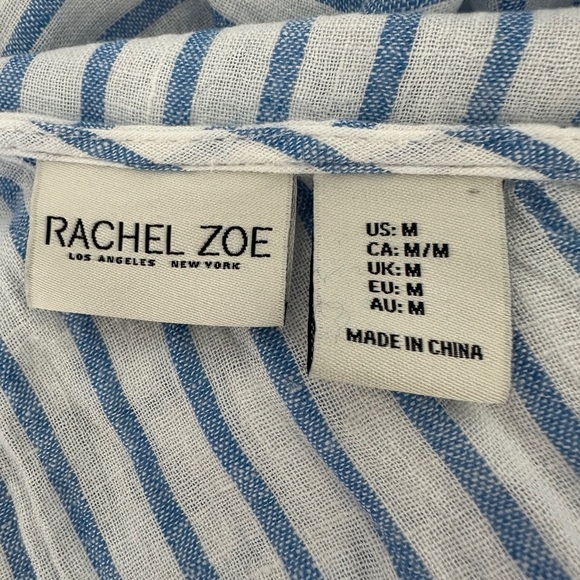 RACHEL ZOE
LOS ANGELES NEW YORK
US: M
CA: M/M
UK: M
EU: M
AU: M
MADE IN CHINA